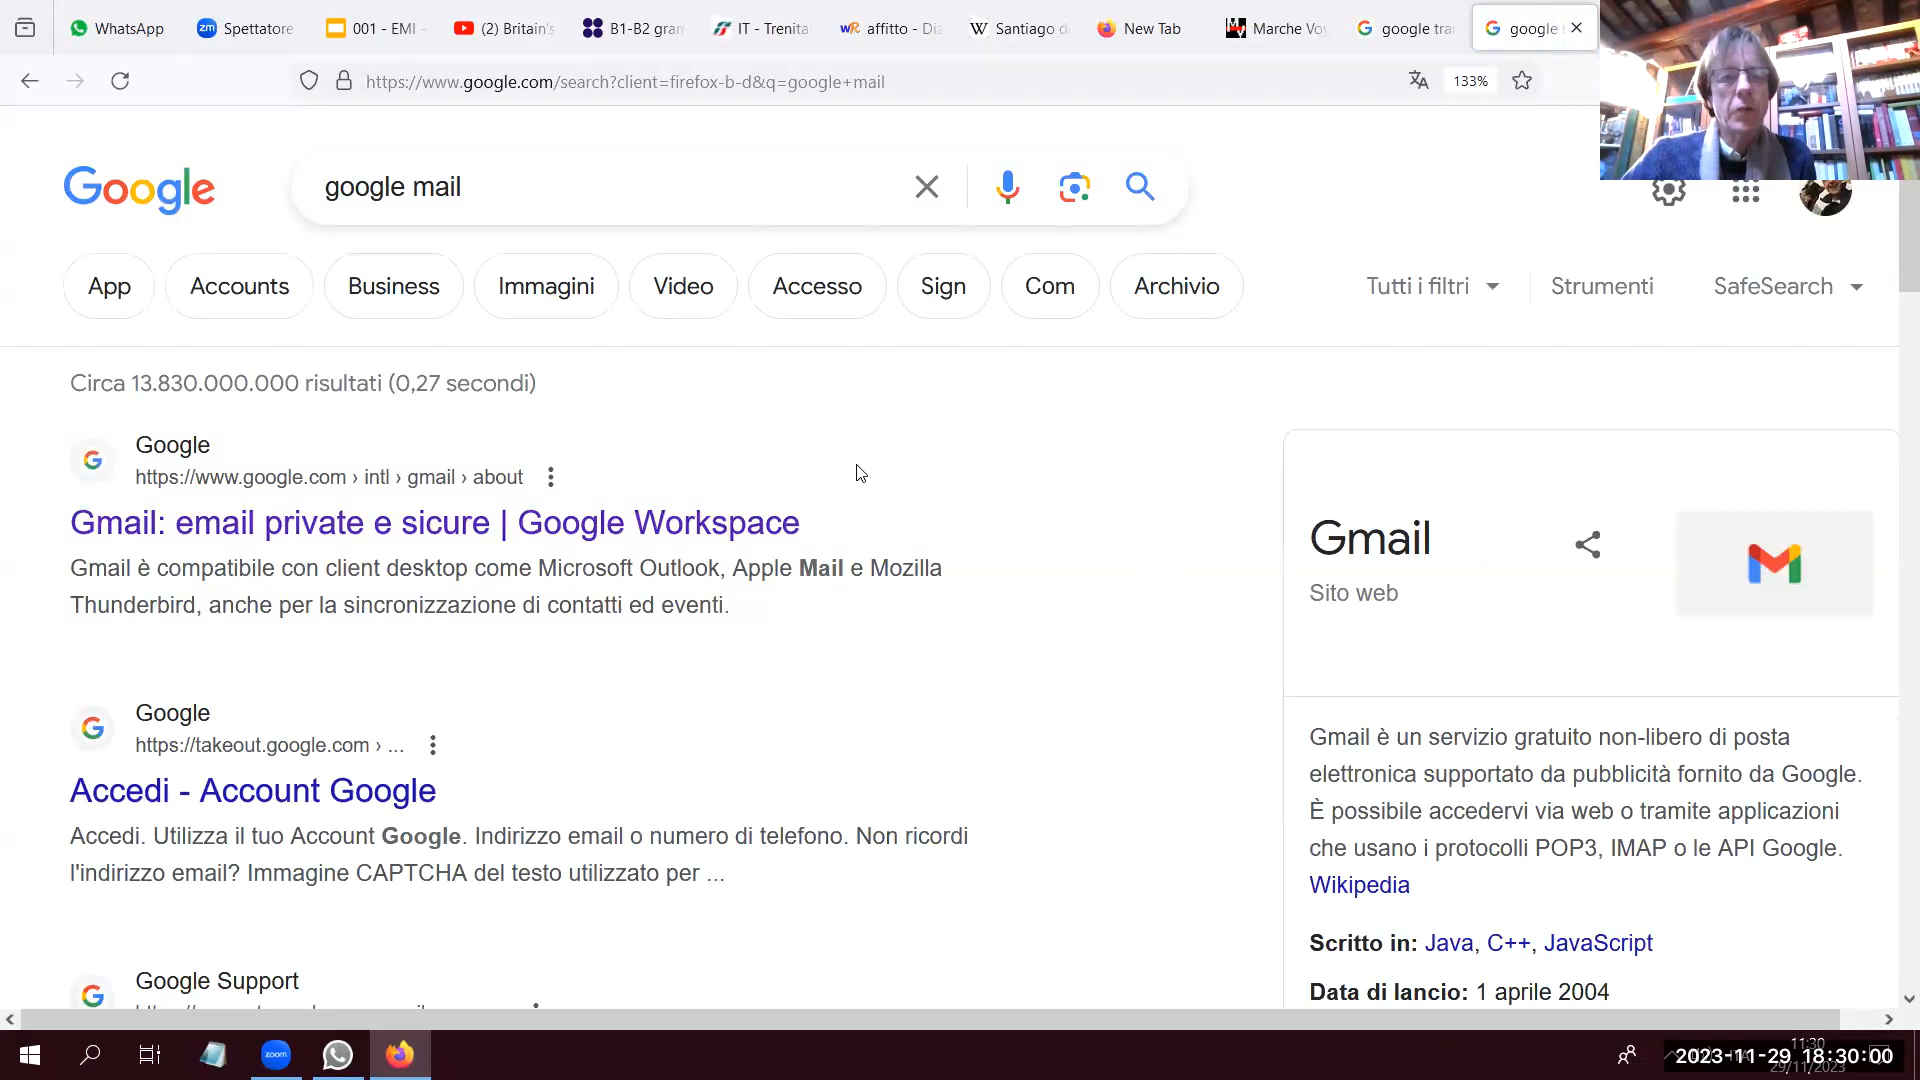 WhatsApp
Spettatore
001 - EMI -
(2) Britain's
B1-B2 gran
IT - Trenita
affitto - Diz
Santiago d
New Tab
Marche Vo
google tra
google
https://www.google.com/search?client=firefox-b-d&q=google+mail
133%
Google
google mail
App
Accounts
Business
Immagini
Video
Accesso
Sign
Com
Archivio
Tutti i filtri
Strumenti
SafeSearch
Circa 13.830.000.000 risultati (0,27 secondi)
Google
https://www.google.com › intl › gmail › about
Gmail: email private e sicure | Google Workspace
Gmail è compatibile con client desktop come Microsoft Outlook, Apple Mail e Mozilla
Thunderbird, anche per la sincronizzazione di contatti ed eventi.
Google
https://takeout.google.com › ...
Accedi - Account Google
Accedi. Utilizza il tuo Account Google. Indirizzo email o numero di telefono. Non ricordi
l'indirizzo email? Immagine CAPTCHA del testo utilizzato per ...
Google Support
Gmail
Sito web
Gmail è un servizio gratuito non-libero di posta
elettronica supportato da pubblicità fornito da Google.
È possibile accedervi via web o tramite applicazioni
che usano i protocolli POP3, IMAP o le API Google.
Wikipedia
Scritto in: Java, C++, JavaScript
Data di lancio: 1 aprile 2004
zoom
11:30
2023-11-29 18:30:00
29/11/2023